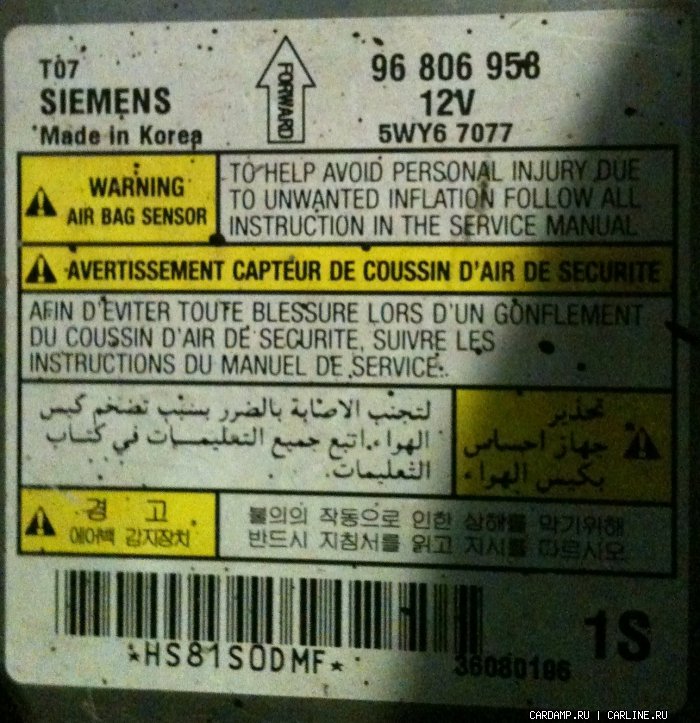 T07
SIEMENS
Made in Korea
FORWARD
96 806 958
12V
5WY6 7077
WARNING
AIR BAG SENSOR
TO HELP AVOID PERSONAL INJURY DUE
TO UNWANTED INFLATION FOLLOW ALL
INSTRUCTION IN THE SERVICE MANUAL
AVERTISSEMENT CAPTEUR DE COUSSIN D'AIR DE SECURITE
AFIN D'EVITER TOUTE BLESSURE LORS D'UN GONFLEMENT
DU COUSSIN D'AIR DE SECURITE, SUIVRE LES
INSTRUCTIONS DU MANUEL DE SERVICE.
تحذير
جهاز احساس
بكيس الهواء
لتجنب الاصابة بالضرر بسبب تضخم كيس
الهواء. اتبع جميع التعليمات في كتاب
التعليمات.
경 고
에어백 감지장치
불의의 작동으로 인한 상해를 막기위해
반드시 지침서를 읽고 지시를 따르시오
*HS81S0DMF*
36080186
1S
CARDAMP.RU | CARLINE.RU